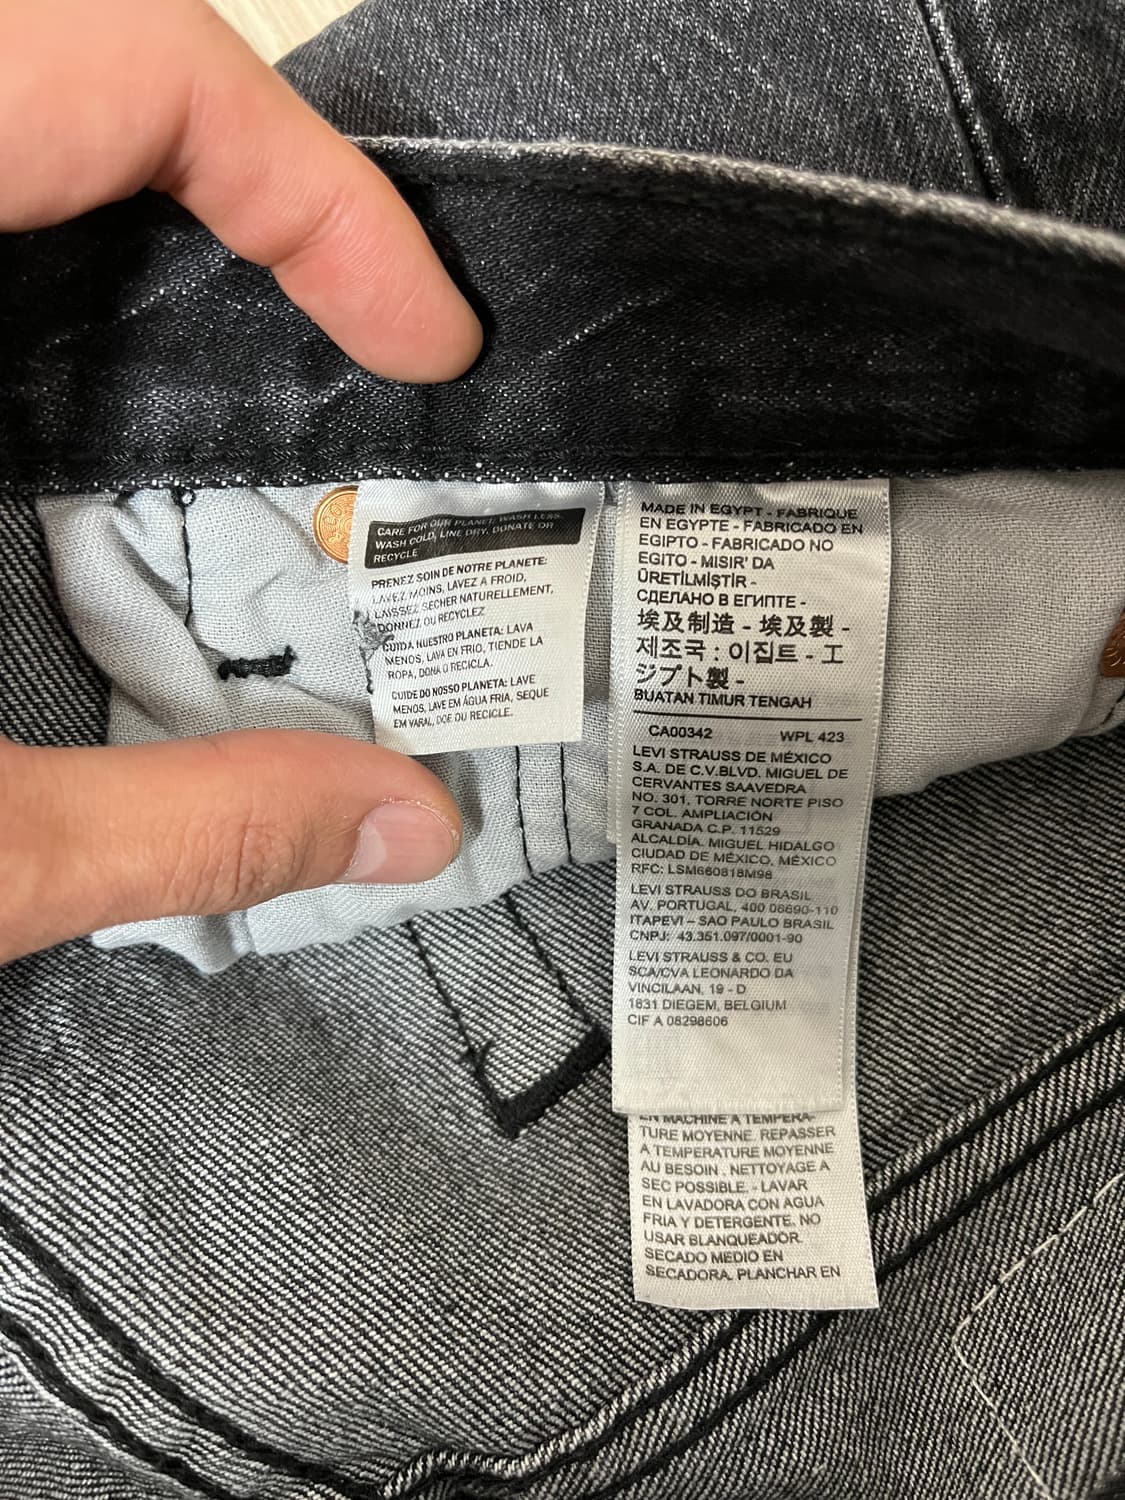 CARE FOR OUR PLANET: WASH LESS,
WASH COLD, LINE DRY, DONATE OR
RECYCLE
PRENEZ SOIN DE NOTRE PLANETE:
LAVEZ MOINS, LAVEZ A FROID,
LAISSEZ SECHER NATURELLEMENT,
DONNEZ OU RECYCLEZ
CUIDA NUESTRO PLANETA: LAVA
MENOS, LAVA EN FRIO, TIENDE LA
ROPA, DONA O RECICLA.
CUIDE DO NOSSO PLANETA: LAVE
MENOS, LAVE EM ÁGUA FRIA, SEQUE
EM VARAL, DOE OU RECICLE.
MADE IN EGYPT - FABRIQUE
EN EGYPTE - FABRICADO EN
EGIPTO - FABRICADO NO
EGITO - MISIR' DA
ÜRETİLMİŞTİR -
СДЕЛАНО В ЕГИПТЕ -
埃及制造 - 埃及製 -
제조국 : 이집트 - エ
ジプト製 -
BUATAN TIMUR TENGAH
CA00342 WPL 423
LEVI STRAUSS DE MÉXICO
S.A. DE C.V.BLVD. MIGUEL DE
CERVANTES SAAVEDRA
NO. 301, TORRE NORTE PISO
7 COL. AMPLIACIÓN
GRANADA C.P. 11529
ALCALDÍA. MIGUEL HIDALGO
CIUDAD DE MÉXICO, MÉXICO
RFC: LSM660818M98
LEVI STRAUSS DO BRASIL
AV. PORTUGAL, 400 06690-110
ITAPEVI – SAO PAULO BRASIL
CNPJ: 43.351.097/0001-90
LEVI STRAUSS & CO. EU
SCA/CVA LEONARDO DA
VINCILAAN, 19 - D
1831 DIEGEM, BELGIUM
CIF A 08298606
EN MACHINE A TEMPERA-
TURE MOYENNE. REPASSER
A TEMPERATURE MOYENNE
AU BESOIN . NETTOYAGE A
SEC POSSIBLE. - LAVAR
EN LAVADORA CON AGUA
FRIA Y DETERGENTE. NO
USAR BLANQUEADOR.
SECADO MEDIO EN
SECADORA. PLANCHAR EN